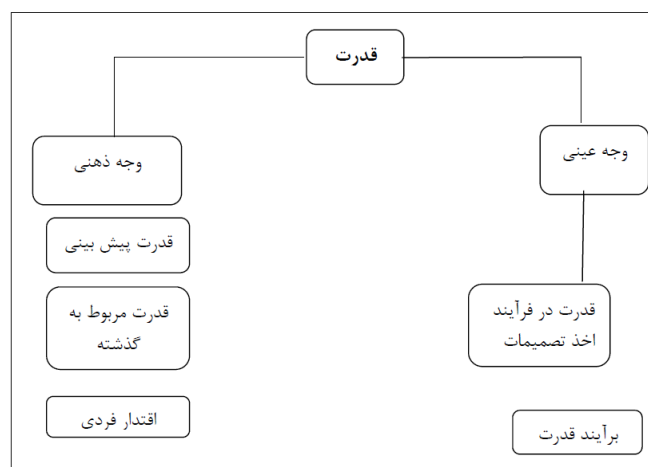 قدرت
وجه عینی
وجه ذهنی
قدرت پیش بینی
قدرت در فرآیند
اخذ تصمیمات
قدرت مربوط به
گذشته
اقتدار فردی
برآیند قدرت